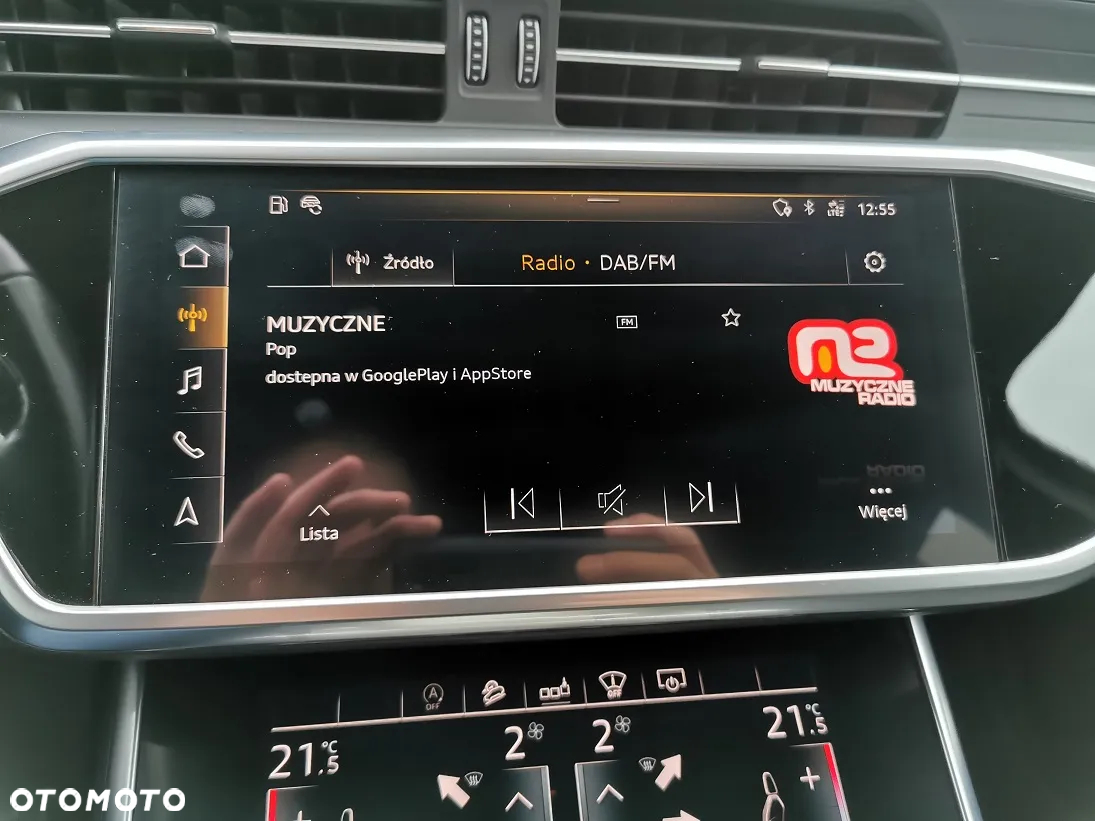 LTE
12:55
Źródło
Radio • DAB/FM
MUZYCZNE
FM
Pop
dostepna w GooglePlay i AppStore
MUZYCZNE
RADIO
Lista
Więcej
A
OFF
OFF
21.5 °C
2
2
21.5 °C
OTOMOTO